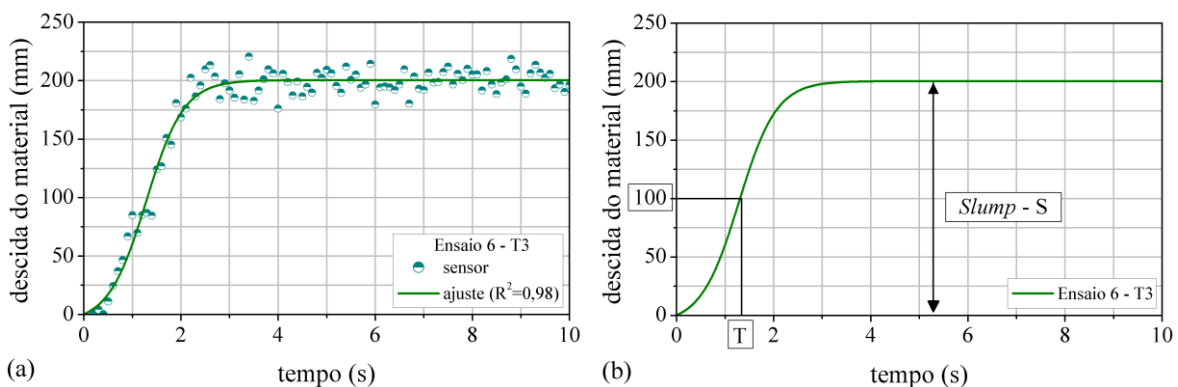 250
200
150
100
50
0
descida do material (mm)
Ensaio 6 - T3
sensor
ajuste (R²=0,98)
0 2 4 6 8 10
tempo (s)
(a)
250
200
150
100
50
0
descida do material (mm)
Slump - S
Ensaio 6 - T3
0 T 2 4 6 8 10
tempo (s)
(b)